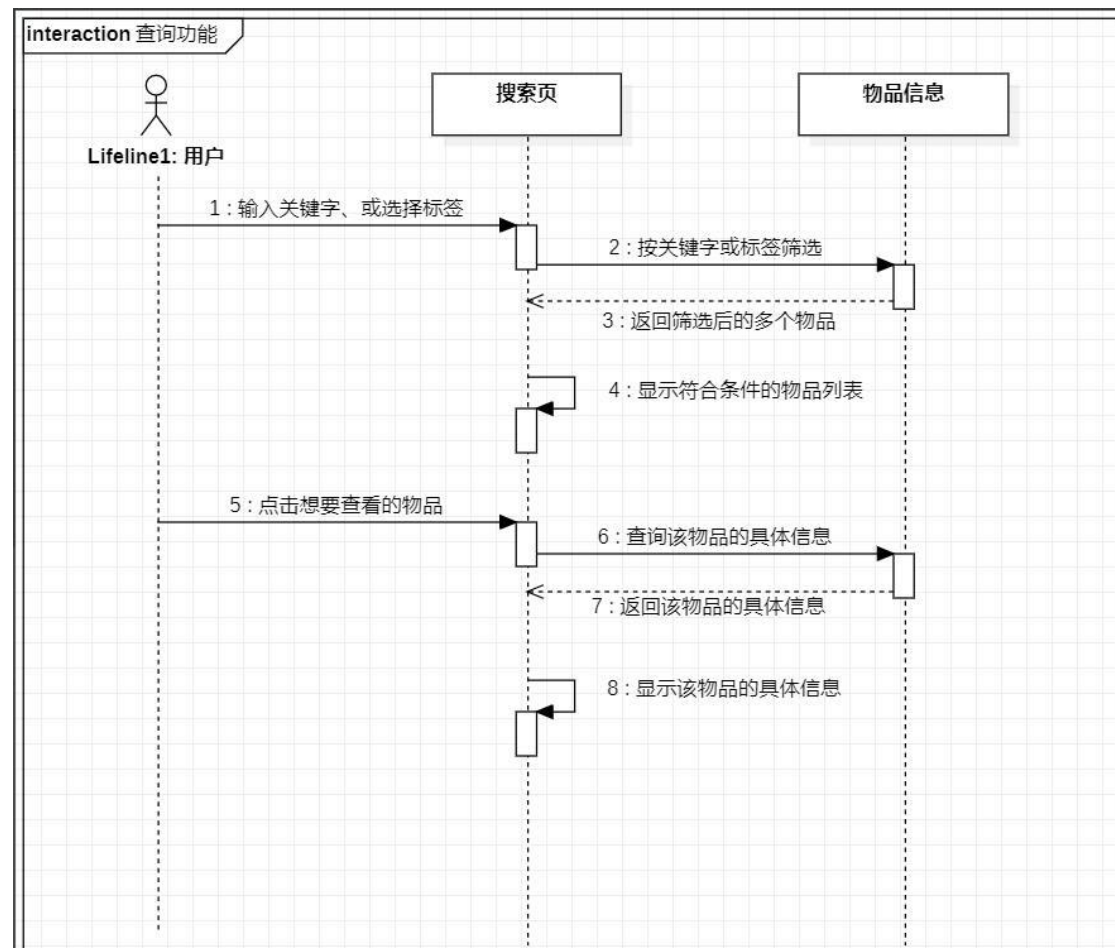 interaction 查询功能
搜索页
物品信息
Lifeline1: 用户
1 : 输入关键字、或选择标签
2 : 按关键字或标签筛选
3 : 返回筛选后的多个物品
4 : 显示符合条件的物品列表
5 : 点击想要查看的物品
6 : 查询该物品的具体信息
7 : 返回该物品的具体信息
8 : 显示该物品的具体信息